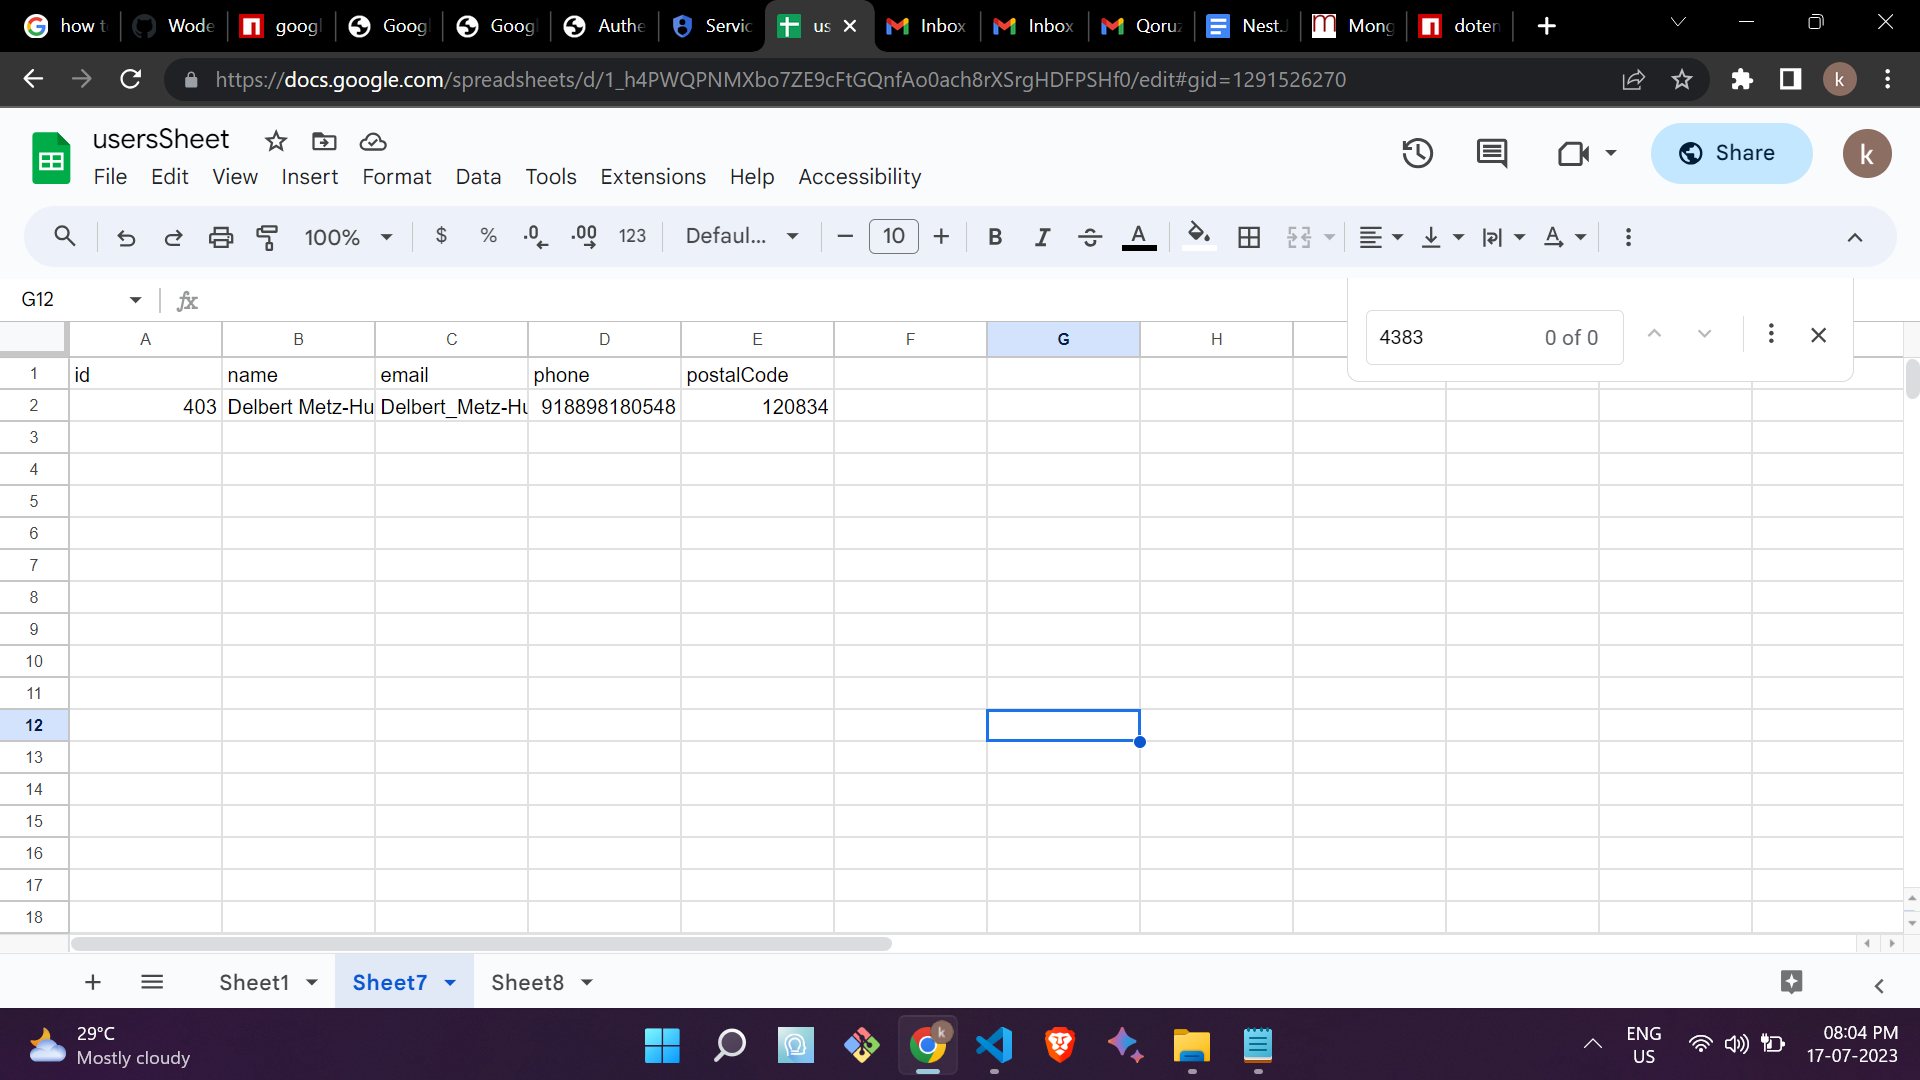 how t
Wode
googl
Googl
Googl
Authe
Servic
us
Inbox
Inbox
Qoruz
Nest.J
Mong
doten
https://docs.google.com/spreadsheets/d/1_h4PWQPNMXbo7ZE9cFtGQnfAo0ach8rXSrgHDFPSHf0/edit#gid=1291526270
k
usersSheet
File Edit View Insert Format Data Tools Extensions Help Accessibility
Share
k
100% $ % .0 .00 123 Defaul... 10 B I A
G12
fx
4383 0 of 0
A B C D E F G H
1 id name email phone postalCode
2 403 Delbert Metz-Hu Delbert_Metz-Hu 918898180548 120834
3
4
5
6
7
8
9
10
11
12
13
14
15
16
17
18
Sheet1 Sheet7 Sheet8
29°C
Mostly cloudy
k
ENG
US
08:04 PM
17-07-2023